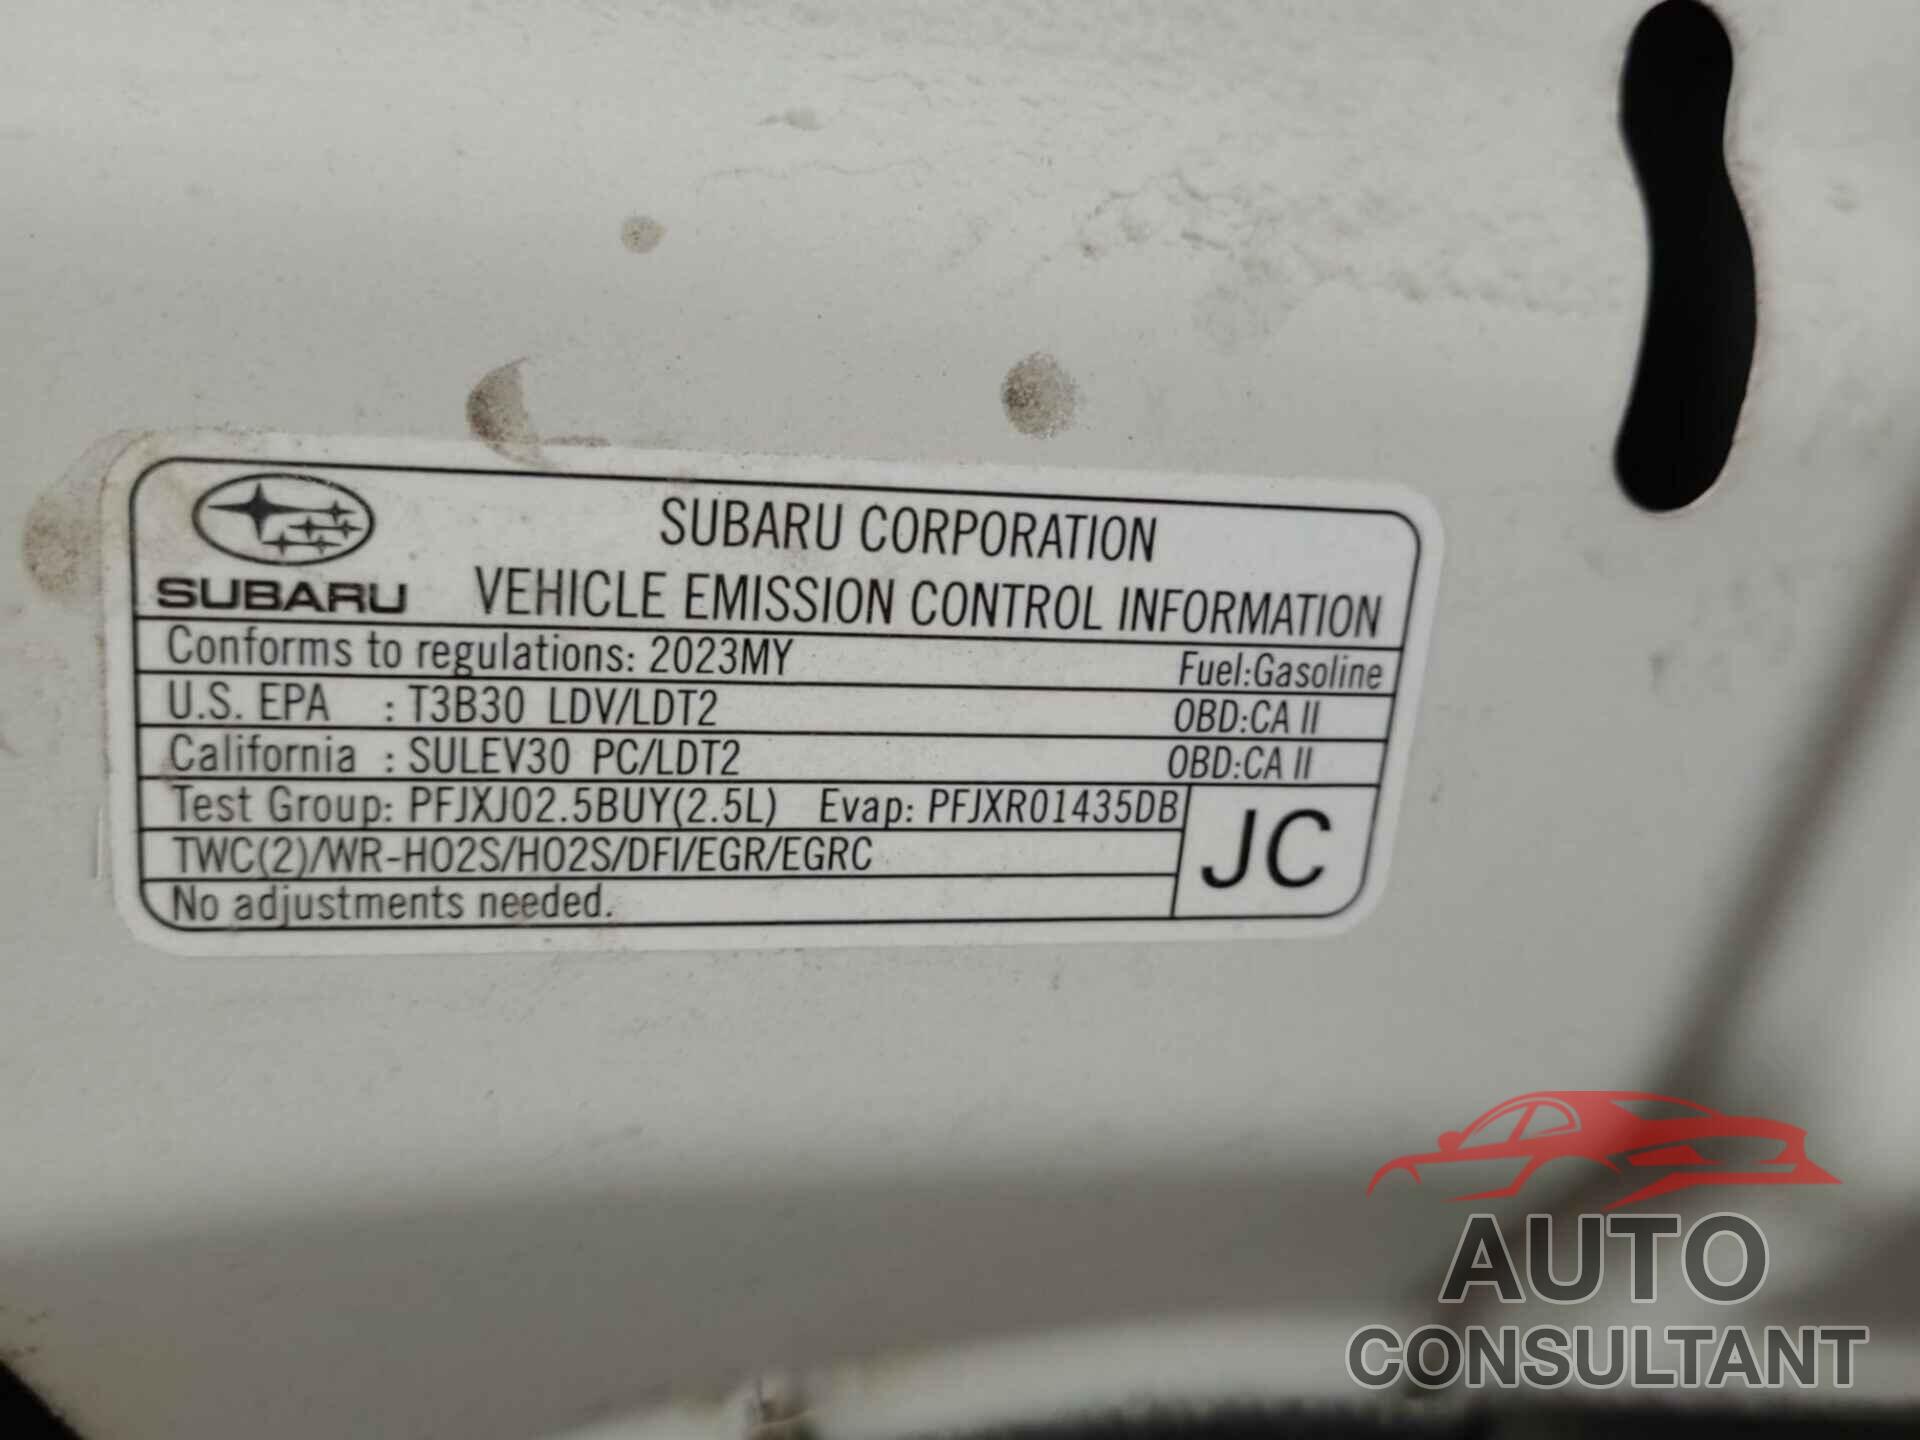 SUBARU CORPORATION
SUBARU VEHICLE EMISSION CONTROL INFORMATION
Conforms to regulations: 2023MY Fuel:Gasoline
U.S. EPA : T3B30 LDV/LDT2 OBD:CA II
California : SULEV30 PC/LDT2 OBD:CA II
Test Group: PFJXJ02.5BUY(2.5L) Evap: PFJXR01435DB
TWC(2)/WR-HO2S/HO2S/DFI/EGR/EGRC
JC
No adjustments needed.
AUTO
CONSULTANT